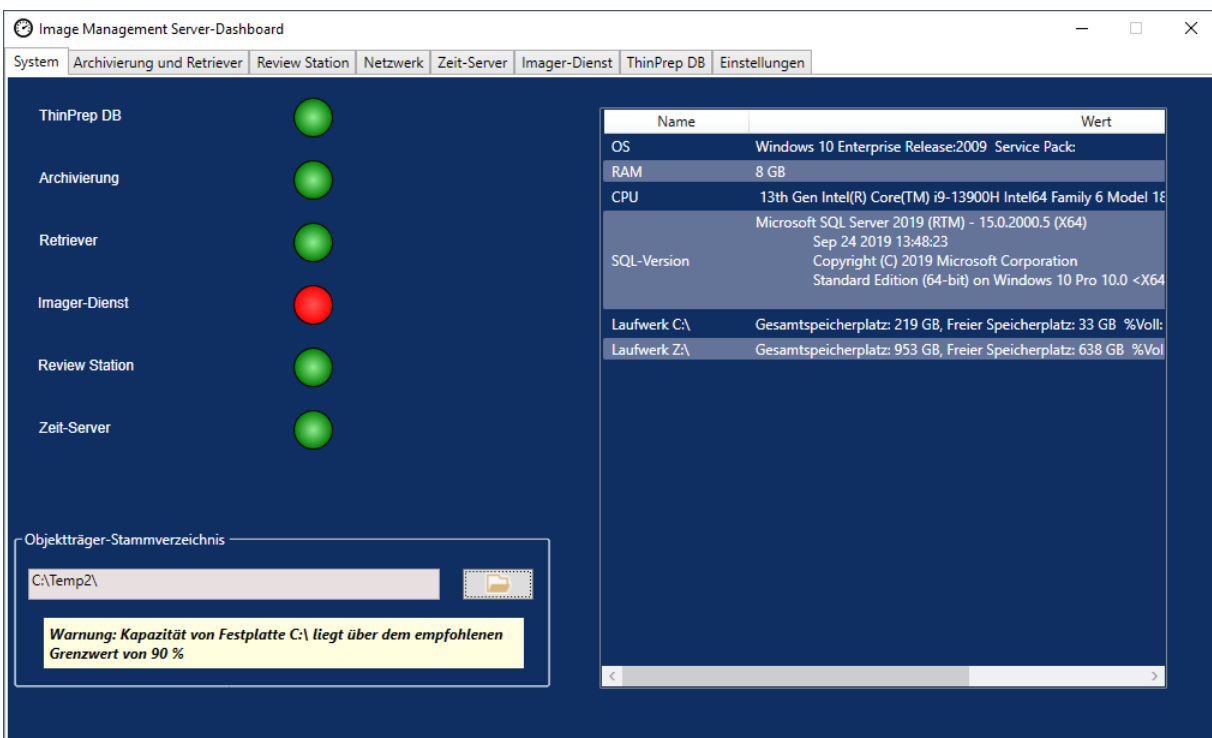 Image Management Server-Dashboard
System Archivierung und Retriever Review Station Netzwerk Zeit-Server Imager-Dienst ThinPrep DB Einstellungen
ThinPrep DB
Archivierung
Retriever
Imager-Dienst
Review Station
Zeit-Server
Objektträger-Stammverzeichnis
C:\Temp2\
Warnung: Kapazität von Festplatte C:\ liegt über dem empfohlenen
Grenzwert von 90 %
Name Wert
OS Windows 10 Enterprise Release:2009 Service Pack:
RAM 8 GB
CPU 13th Gen Intel(R) Core(TM) i9-13900H Intel64 Family 6 Model 18
Microsoft SQL Server 2019 (RTM) - 15.0.2000.5 (X64)
Sep 24 2019 13:48:23
SQL-Version Copyright (C) 2019 Microsoft Corporation
Standard Edition (64-bit) on Windows 10 Pro 10.0 <X64
Laufwerk C:\ Gesamtspeicherplatz: 219 GB, Freier Speicherplatz: 33 GB %Voll:
Laufwerk Z:\ Gesamtspeicherplatz: 953 GB, Freier Speicherplatz: 638 GB %Vol